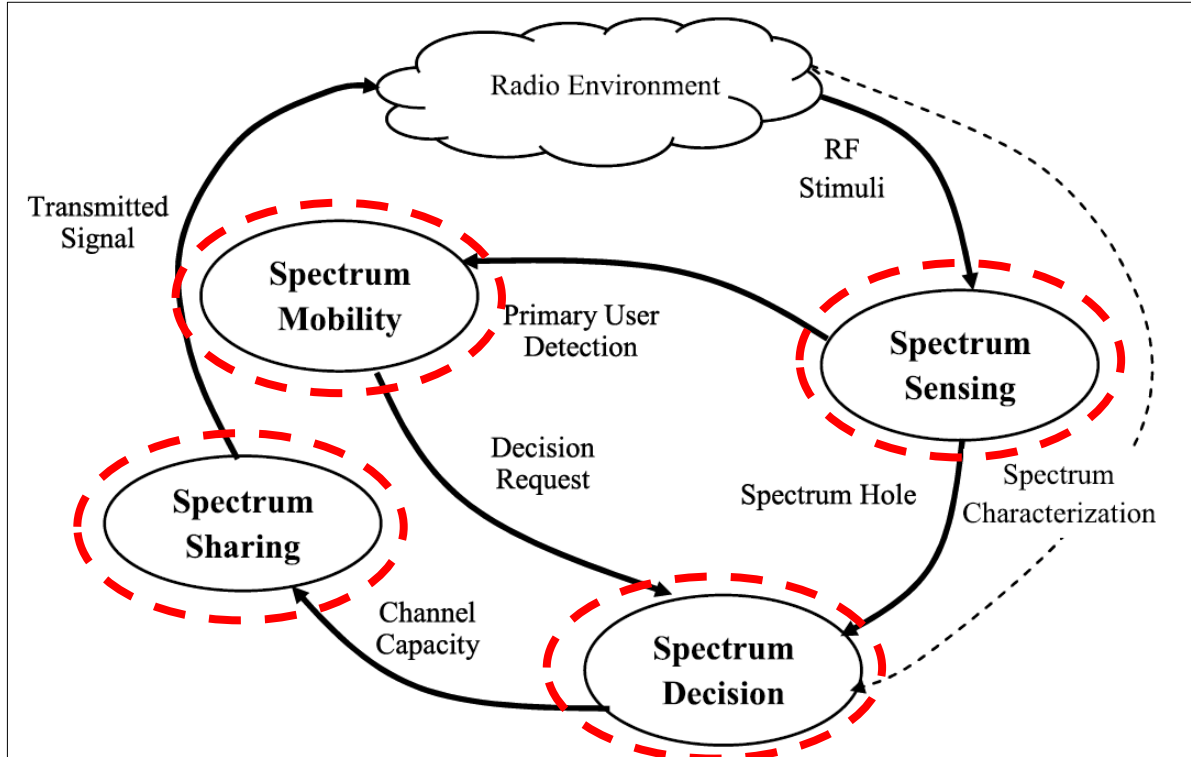 Radio Environment
RF
Stimuli
Transmitted
Signal
Spectrum
Mobility
Primary User
Detection
Spectrum
Sensing
Decision
Request
Spectrum Hole
Spectrum
Characterization
Spectrum
Sharing
Channel
Capacity
Spectrum
Decision